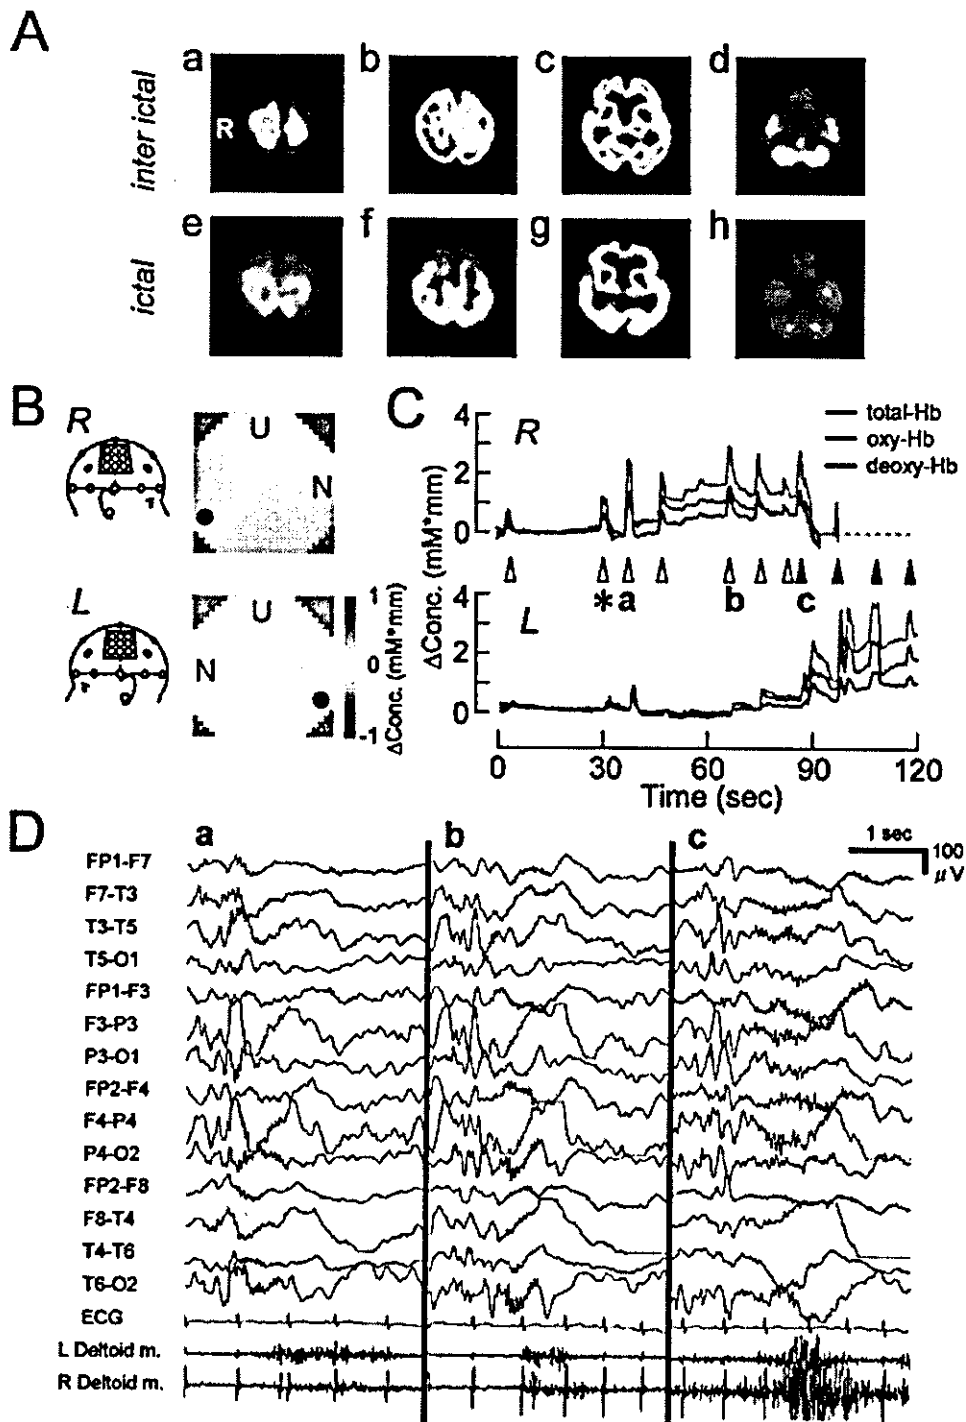 A
a b c d
inter ictal
R
e f g h
ictal
B
R
U
N
L
U
N
1
0
-1
ΔConc. (mM*mm)
C
R
total-Hb
oxy-Hb
deoxy-Hb
4
2
0
ΔConc. (mM*mm)
* a b c
L
4
2
0
0 30 60 90 120
Time (sec)
D
a b c
1 sec
100
μV
FP1-F7
F7-T3
T3-T5
T5-O1
FP1-F3
F3-P3
P3-O1
FP2-F4
F4-P4
P4-O2
FP2-F8
F8-T4
T4-T6
T6-O2
ECG
L Deltoid m.
R Deltoid m.